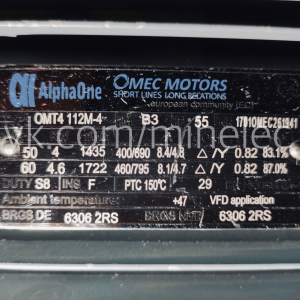 AlphaOne OMEC MOTORS
SHORT LINES LONG RELATIONS
european community (EC)
OMT4 112M-4 B3 55 17010MEC261941
vk.com/minelec
50 4 1435 400/690 8.4/4.8 Δ/Y 0.82 83.1%
60 4.6 1722 460/795 8.1/4.7 Δ/Y 0.82 87.0%
DUTY S8 INS F PTC 150°C 29
Ambient temperature +47 VFD application
BRGS DE 6306 2RS BRGS NDE 6306 2RS